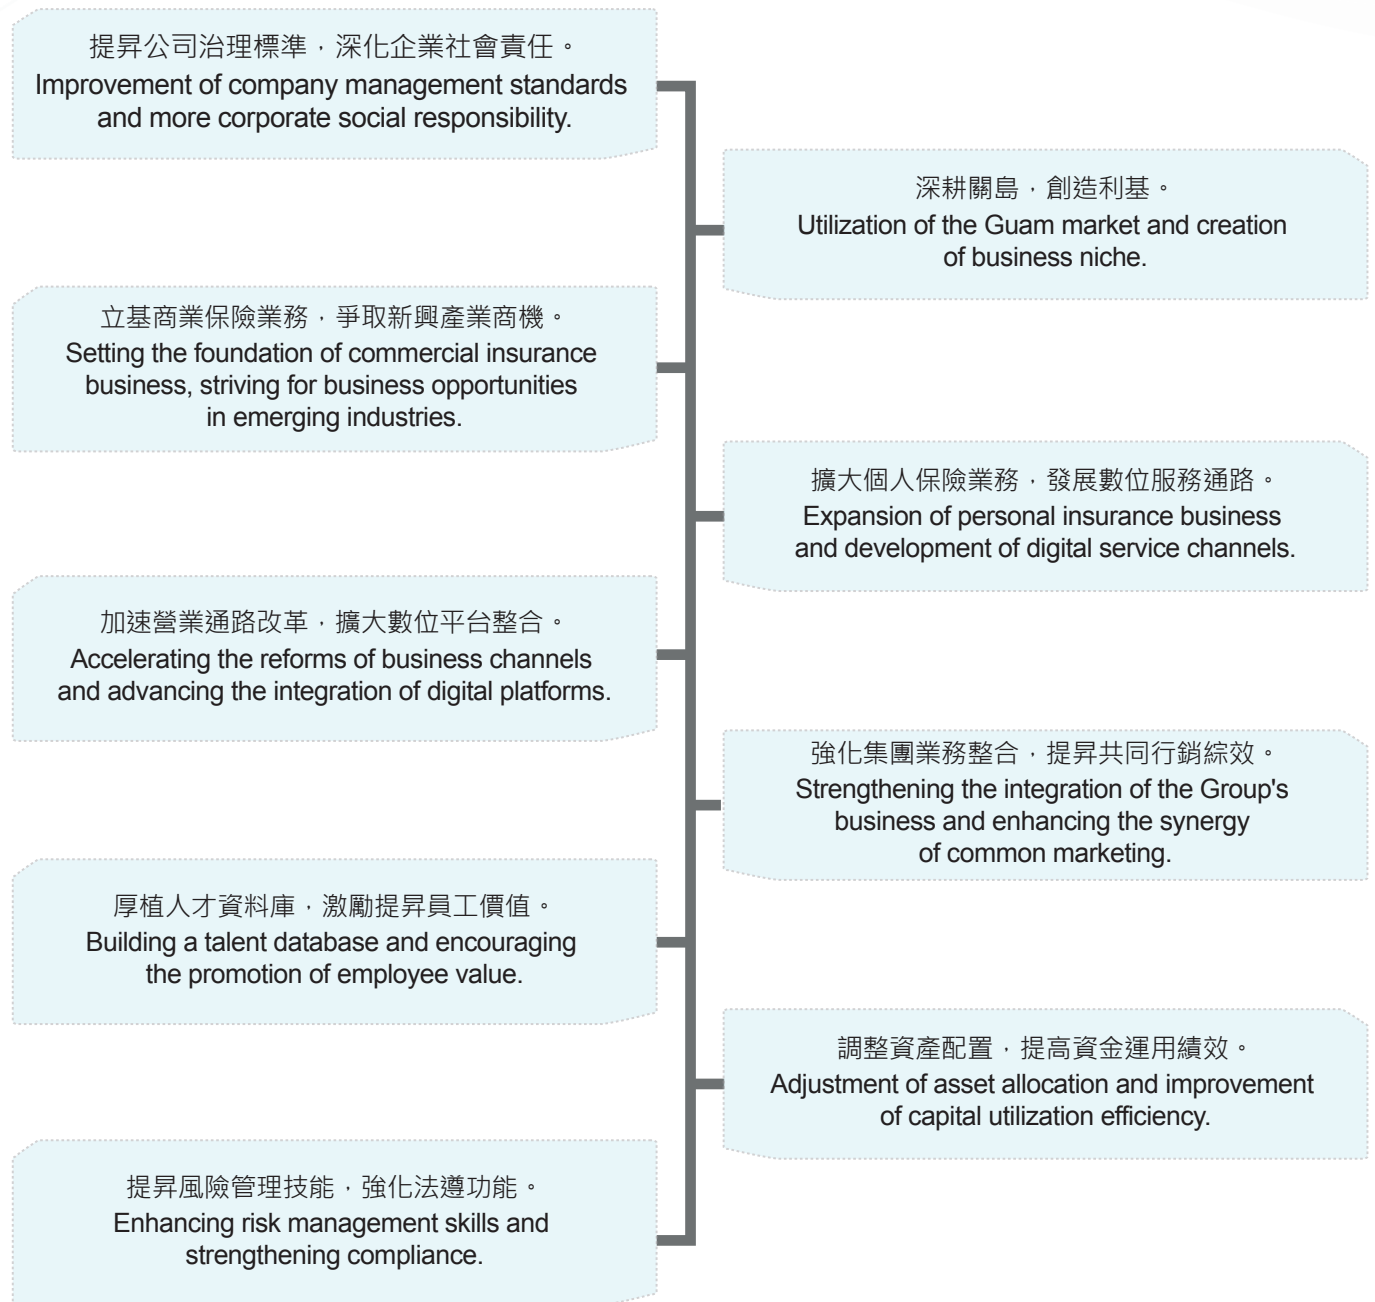 提昇公司治理標準，深化企業社會責任。
Improvement of company management standards
and more corporate social responsibility.
深耕關島，創造利基。
Utilization of the Guam market and creation
of business niche.
立基商業保險業務，爭取新興產業商機。
Setting the foundation of commercial insurance
business, striving for business opportunities
in emerging industries.
擴大個人保險業務，發展數位服務通路。
Expansion of personal insurance business
and development of digital service channels.
加速營業通路改革，擴大數位平台整合。
Accelerating the reforms of business channels
and advancing the integration of digital platforms.
強化集團業務整合，提昇共同行銷綜效。
Strengthening the integration of the Group's
business and enhancing the synergy
of common marketing.
厚植人才資料庫，激勵提昇員工價值。
Building a talent database and encouraging
the promotion of employee value.
調整資產配置，提高資金運用績效。
Adjustment of asset allocation and improvement
of capital utilization efficiency.
提昇風險管理技能，強化法遵功能。
Enhancing risk management skills and
strengthening compliance.